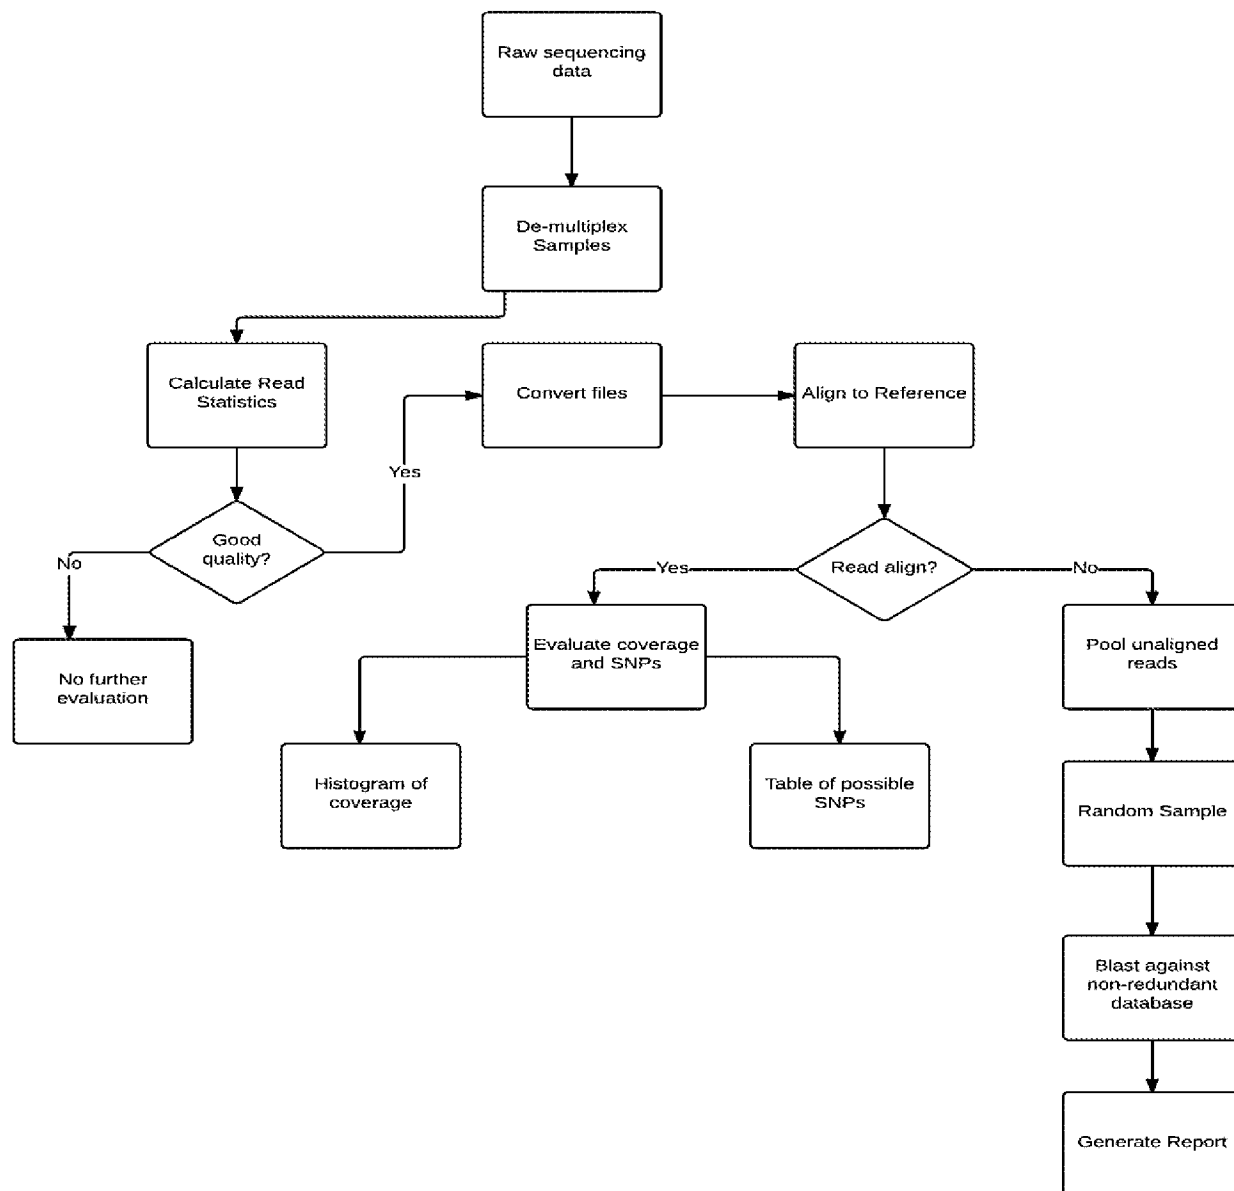 Raw sequencing
data
De-multiplex
Samples
Calculate Read
Statistics
Convert files
Align to Reference
Yes
Good
quality?
No
Yes
Read align?
No
Evaluate coverage
and SNPs
Pool unaligned
reads
No further
evaluation
Histogram of
coverage
Table of possible
SNPs
Random Sample
Blast against
non-redundant
database
Generate Report